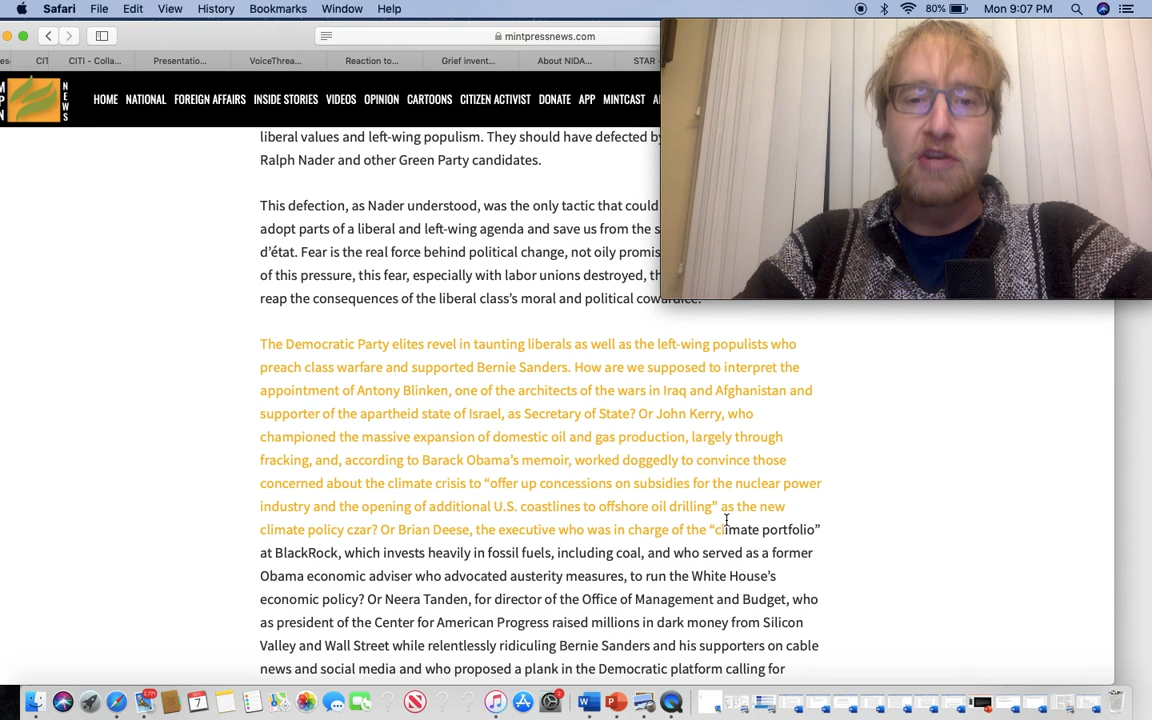 Safari File Edit View History Bookmarks Window Help 80% Mon 9:07 PM
mintpressnews.com
CIT CITI - Colla... Presentatio... VoiceThrea... Reaction to... Grief invent... About NIDA... STAR
NEWS
HOME NATIONAL FOREIGN AFFAIRS INSIDE STORIES VIDEOS OPINION CARTOONS CITIZEN ACTIVIST DONATE APP MINTCAST
liberal values and left-wing populism. They should have defected by
Ralph Nader and other Green Party candidates.
This defection, as Nader understood, was the only tactic that could
adopt parts of a liberal and left-wing agenda and save us from the s
d’état. Fear is the real force behind political change, not oily promis
of this pressure, this fear, especially with labor unions destroyed, th
reap the consequences of the liberal class’s moral and political cowardice.
The Democratic Party elites revel in taunting liberals as well as the left-wing populists who
preach class warfare and supported Bernie Sanders. How are we supposed to interpret the
appointment of Antony Blinken, one of the architects of the wars in Iraq and Afghanistan and
supporter of the apartheid state of Israel, as Secretary of State? Or John Kerry, who
championed the massive expansion of domestic oil and gas production, largely through
fracking, and, according to Barack Obama’s memoir, worked doggedly to convince those
concerned about the climate crisis to “offer up concessions on subsidies for the nuclear power
industry and the opening of additional U.S. coastlines to offshore oil drilling” as the new
climate policy czar? Or Brian Deese, the executive who was in charge of the “climate portfolio”
at BlackRock, which invests heavily in fossil fuels, including coal, and who served as a former
Obama economic adviser who advocated austerity measures, to run the White House’s
economic policy? Or Neera Tanden, for director of the Office of Management and Budget, who
as president of the Center for American Progress raised millions in dark money from Silicon
Valley and Wall Street while relentlessly ridiculing Bernie Sanders and his supporters on cable
news and social media and who proposed a plank in the Democratic platform calling for